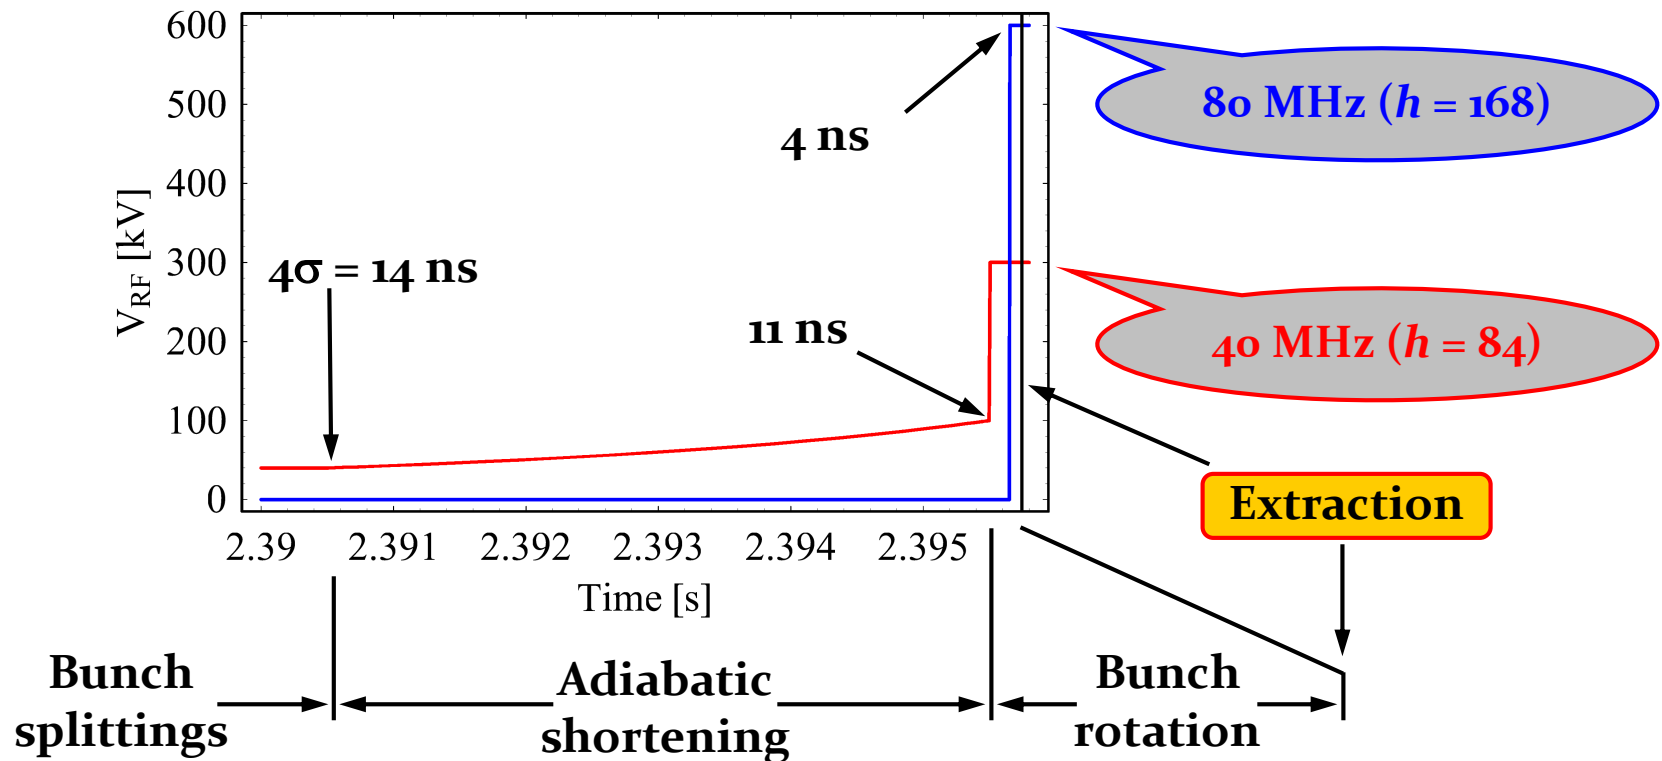 600
500
400
300
200
100
0
V_RF [kV]
4 ns
4σ = 14 ns
11 ns
80 MHz (h = 168)
40 MHz (h = 84)
Extraction
2.39 2.391 2.392 2.393 2.394 2.395
Time [s]
Bunch
splittings
Adiabatic
shortening
Bunch
rotation